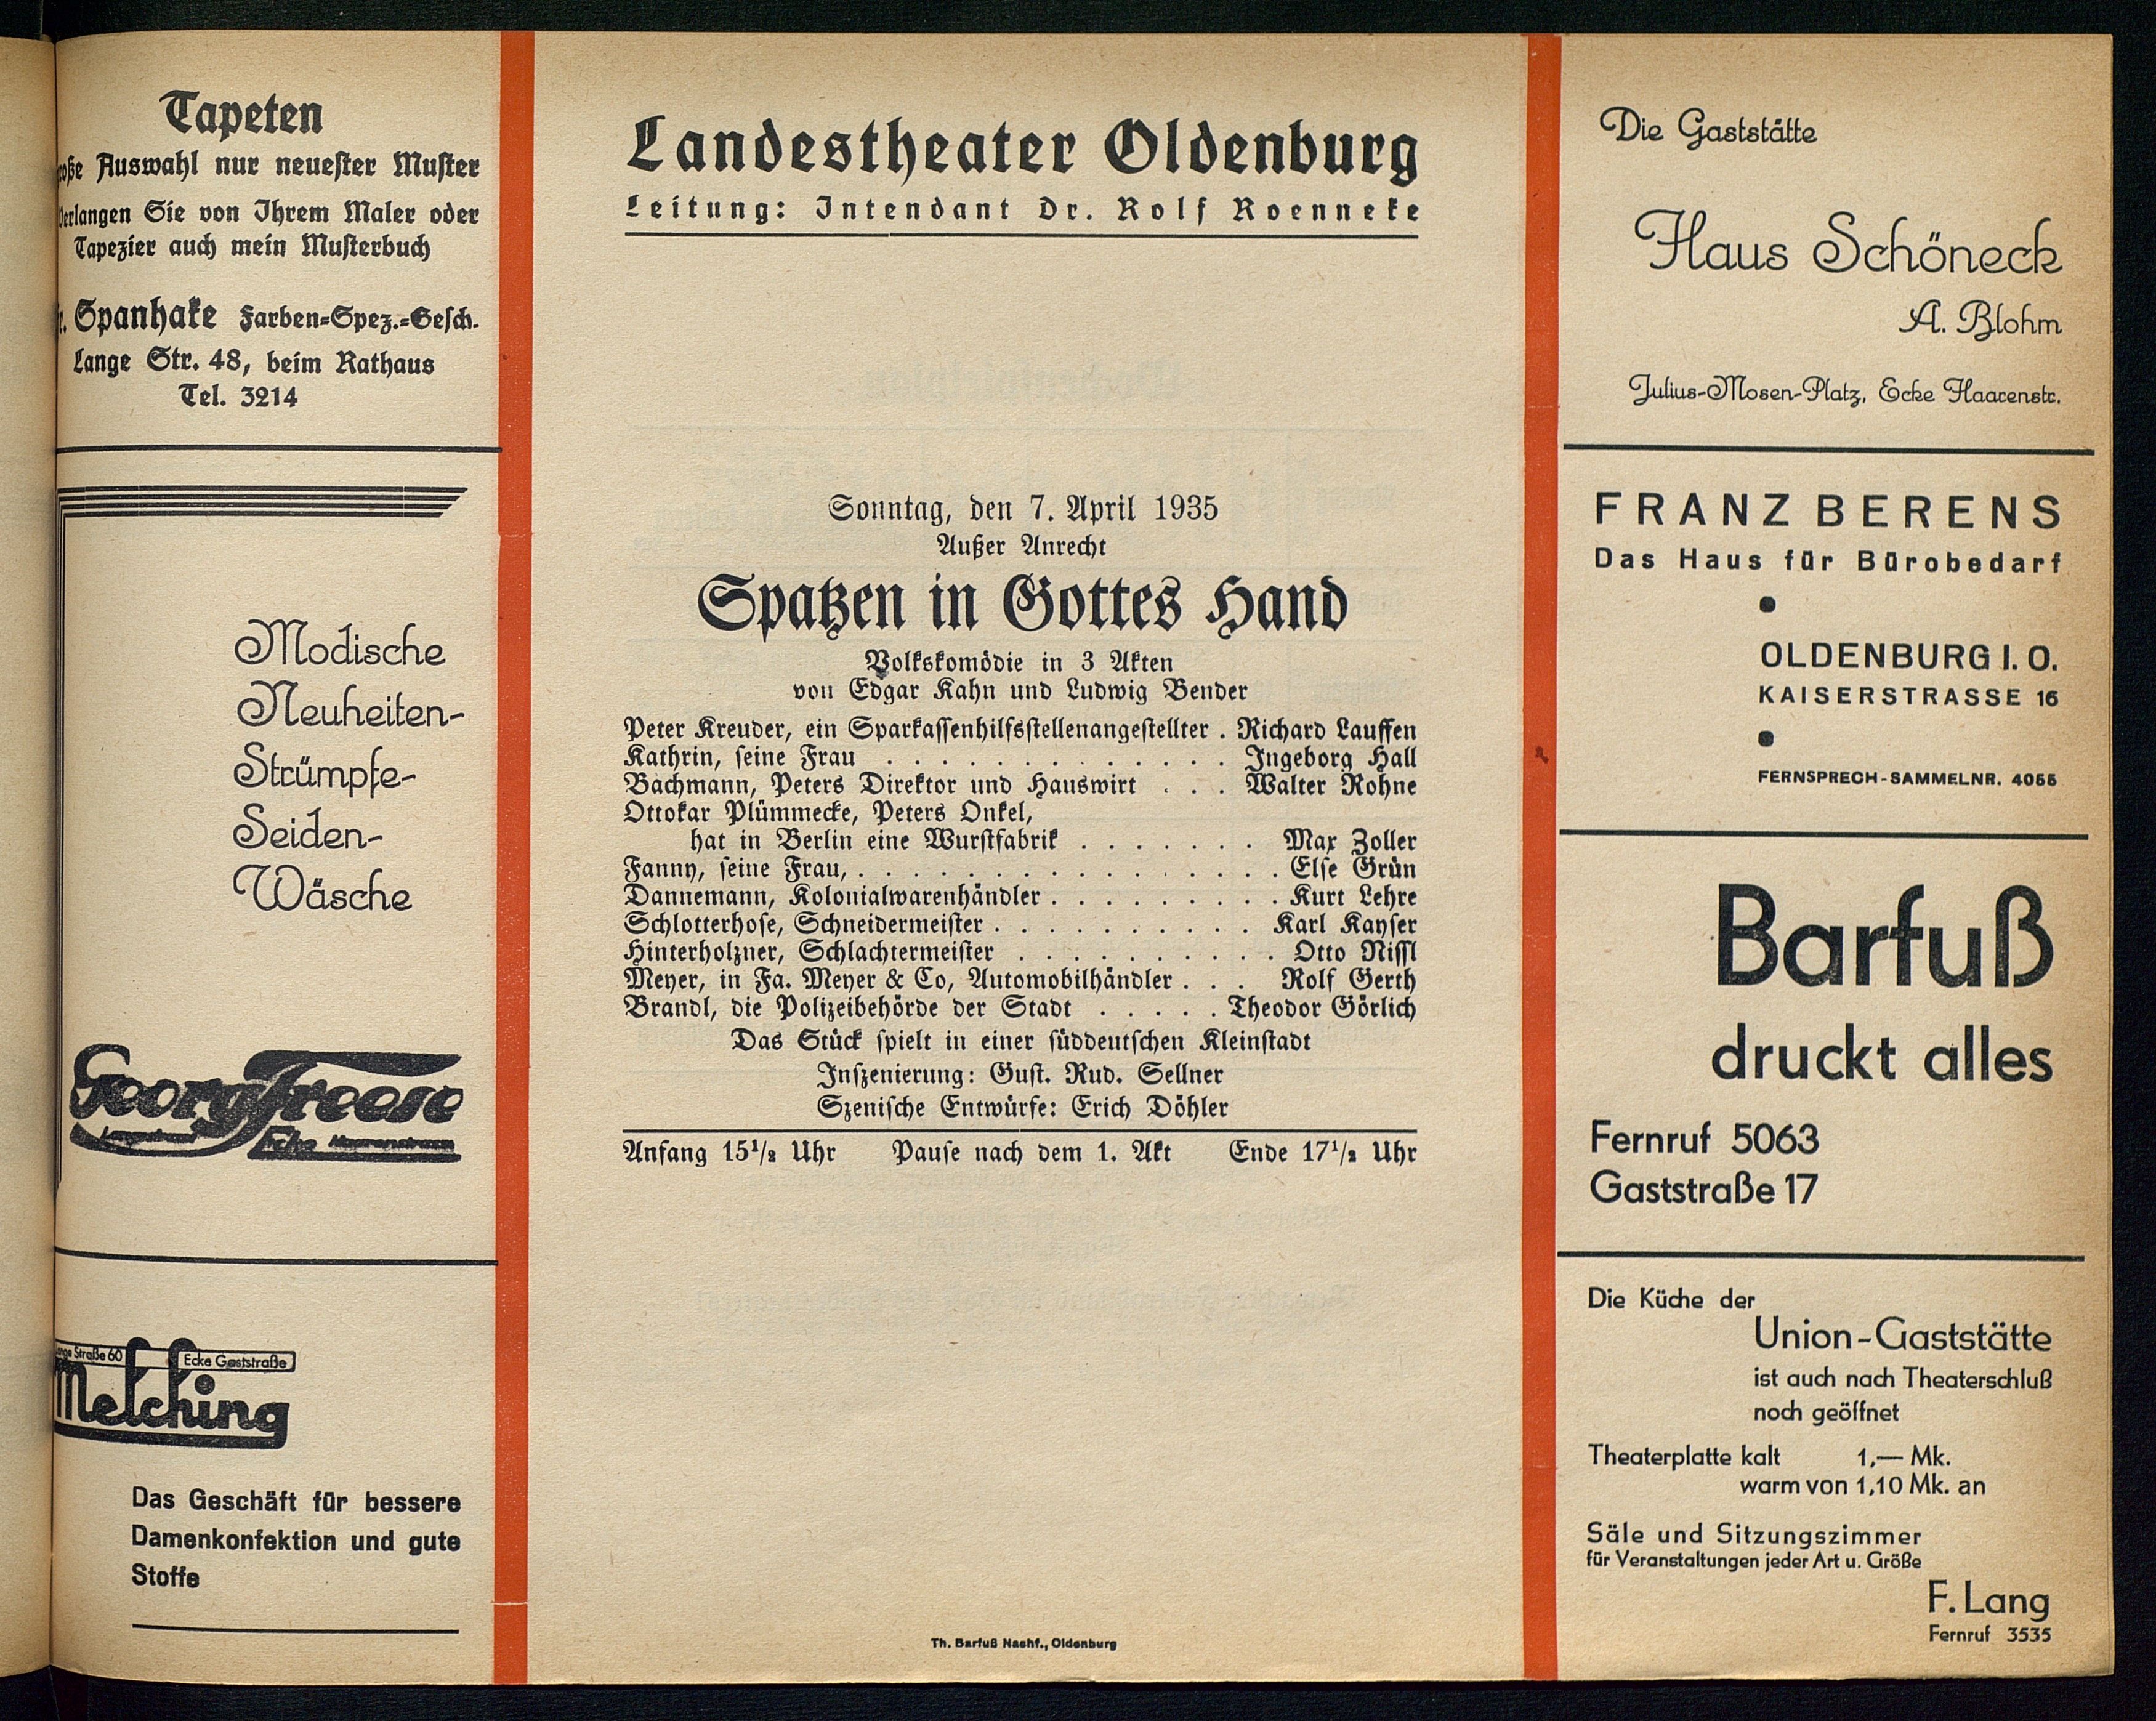 Tapeten
Auswahl nur neuester Muster
Verlangen Sie von Ihrem Maler oder
Tapezier auch mein Musterbuch
Spanhake Farben=Spez.=Gesch.
Lange Str. 48, beim Rathaus
Tel. 3214
Modische
Neuheiten-
Strümpfe-
Seiden-
Wäsche
Georg Freese
Langestrasse Ecke Haarenstrasse
Straße 60 Ecke Gaststraße
Melching
Das Geschäft für bessere
Damenkonfektion und gute
Stoffe
Landestheater Oldenburg
Leitung: Intendant Dr. Rolf Roenneke
Sonntag, den 7. April 1935
Außer Anrecht
Spatzen in Gottes Hand
Volkskomödie in 3 Akten
von Edgar Kahn und Ludwig Bender
Peter Kreuder, ein Sparkassenhilfsstellenangestellter . Richard Lauffen
Kathrin, seine Frau . . . . . . . . . . . . . Ingeborg Hall
Bachmann, Peters Direktor und Hauswirt . . . Walter Rohne
Ottokar Plümmecke, Peters Onkel,
hat in Berlin eine Wurstfabrik . . . . . . . Max Zoller
Fanny, seine Frau, . . . . . . . . . . . . . . . . Else Grün
Dannemann, Kolonialwarenhändler . . . . . . . . . Kurt Lehre
Schlotterhose, Schneidermeister . . . . . . . . . . Karl Kayser
Hinterholzner, Schlachtermeister . . . . . . . . . . Otto Nissl
Meyer, in Fa. Meyer & Co, Automobilhändler . . . Rolf Gerth
Brandl, die Polizeibehörde der Stadt . . . . . Theodor Görlich
Das Stück spielt in einer süddeutschen Kleinstadt
Inszenierung: Gust. Rud. Sellner
Szenische Entwürfe: Erich Döhler
Anfang 15½ Uhr Pause nach dem 1. Akt Ende 17½ Uhr
Th. Barfuß Nachf., Oldenburg
Die Gaststätte
Haus Schöneck
A. Blohm
Julius-Mosen-Platz, Ecke Haarenstr.
FRANZ BERENS
Das Haus für Bürobedarf
OLDENBURG I. O.
KAISERSTRASSE 16
FERNSPRECH-SAMMELNR. 4055
Barfuß
druckt alles
Fernruf 5063
Gaststraße 17
Die Küche der
Union-Gaststätte
ist auch nach Theaterschluß
noch geöffnet
Theaterplatte kalt 1,— Mk.
warm von 1,10 Mk. an
Säle und Sitzungszimmer
für Veranstaltungen jeder Art u. Größe
F. Lang
Fernruf 3535